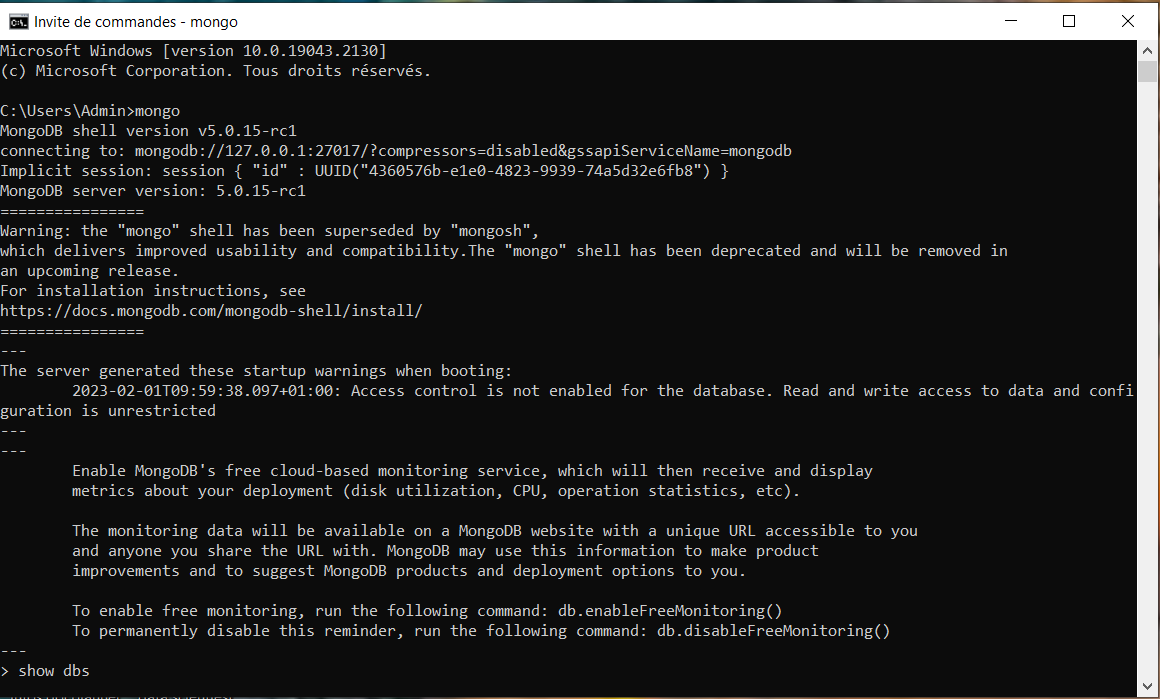 Invite de commandes - mongo
Microsoft Windows [version 10.0.19043.2130]
(c) Microsoft Corporation. Tous droits réservés.
C:\Users\Admin>mongo
MongoDB shell version v5.0.15-rc1
connecting to: mongodb://127.0.0.1:27017/?compressors=disabled&gssapiServiceName=mongodb
Implicit session: session { "id" : UUID("4360576b-e1e0-4823-9939-74a5d32e6fb8") }
MongoDB server version: 5.0.15-rc1
================
Warning: the "mongo" shell has been superseded by "mongosh",
which delivers improved usability and compatibility.The "mongo" shell has been deprecated and will be removed in
an upcoming release.
For installation instructions, see
https://docs.mongodb.com/mongodb-shell/install/
================
---
The server generated these startup warnings when booting:
2023-02-01T09:59:38.097+01:00: Access control is not enabled for the database. Read and write access to data and confi
guration is unrestricted
---
---
Enable MongoDB's free cloud-based monitoring service, which will then receive and display
metrics about your deployment (disk utilization, CPU, operation statistics, etc).
The monitoring data will be available on a MongoDB website with a unique URL accessible to you
and anyone you share the URL with. MongoDB may use this information to make product
improvements and to suggest MongoDB products and deployment options to you.
To enable free monitoring, run the following command: db.enableFreeMonitoring()
To permanently disable this reminder, run the following command: db.disableFreeMonitoring()
---
> show dbs